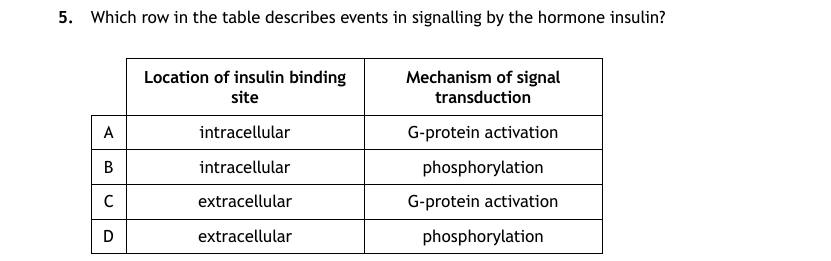 5. Which row in the table describes events in signalling by the hormone insulin?
Location of insulin binding site
Mechanism of signal transduction
A intracellular G-protein activation
B intracellular phosphorylation
C extracellular G-protein activation
D extracellular phosphorylation